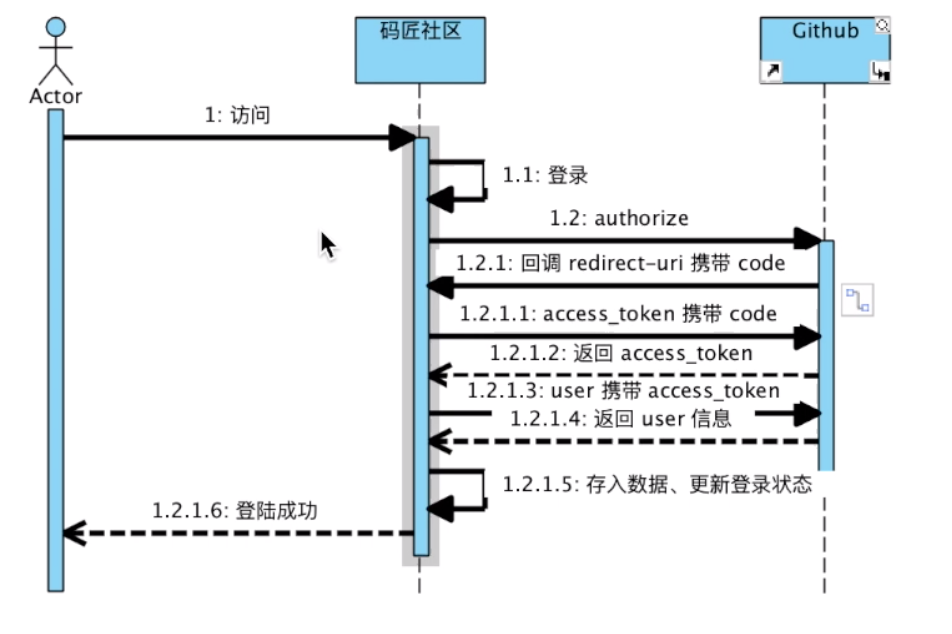 码匠社区
Github
Actor
1: 访问
1.1: 登录
1.2: authorize
1.2.1: 回调 redirect-uri 携带 code
1.2.1.1: access_token 携带 code
1.2.1.2: 返回 access_token
1.2.1.3: user 携带 access_token
1.2.1.4: 返回 user 信息
1.2.1.5: 存入数据、更新登录状态
1.2.1.6: 登陆成功